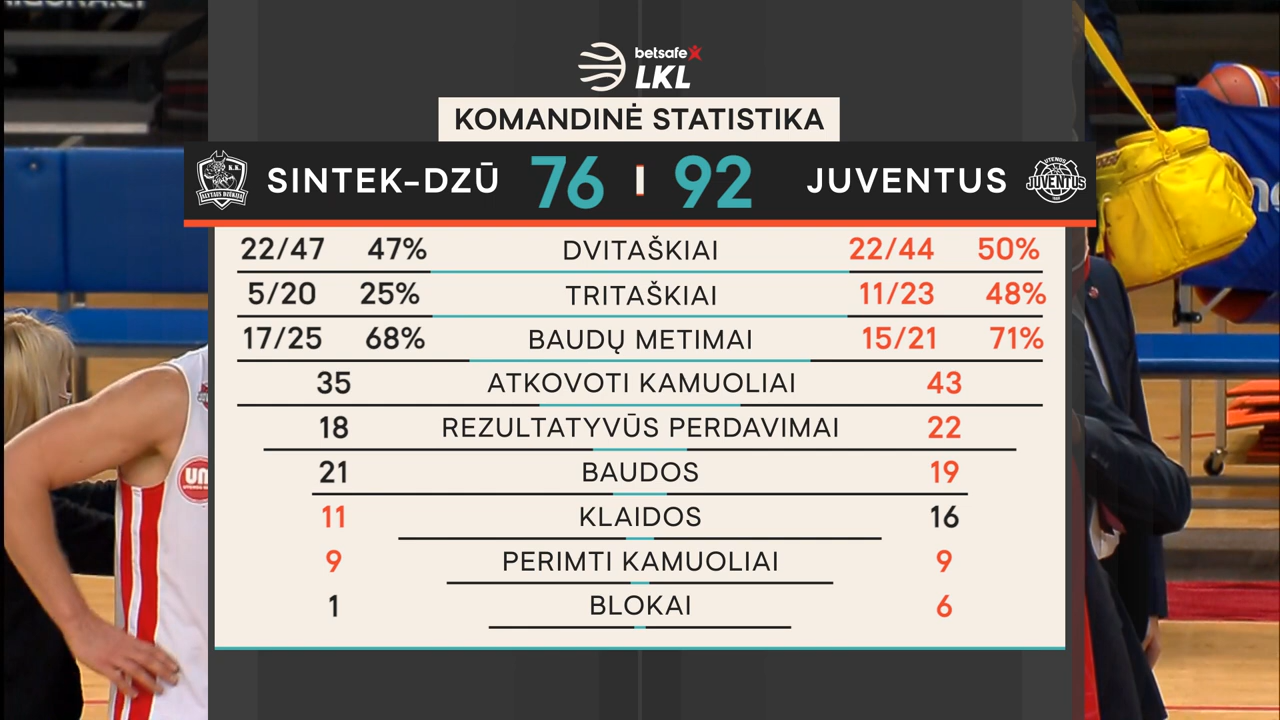 betsafe
LKL
KOMANDINĖ STATISTIKA
SINTEK-DZŪ 76 92 JUVENTUS
UTENOS
JUVENTUS
22/47 47% DVITAŠKIAI 22/44 50%
5/20 25% TRITAŠKIAI 11/23 48%
17/25 68% BAUDŲ METIMAI 15/21 71%
35 ATKOVOTI KAMUOLIAI 43
18 REZULTATYVŪS PERDAVIMAI 22
21 BAUDOS 19
11 KLAIDOS 16
9 PERIMTI KAMUOLIAI 9
1 BLOKAI 6